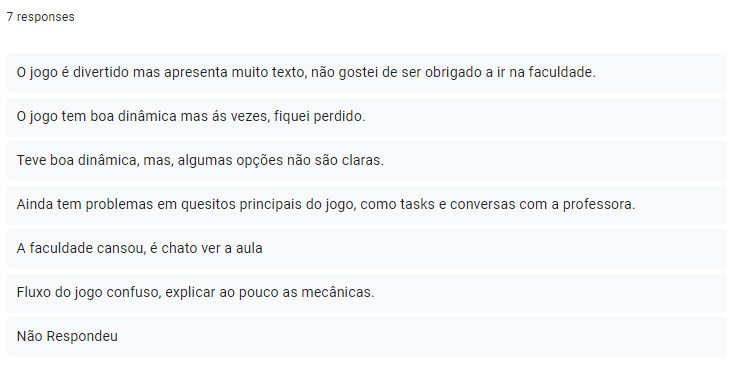 7 responses
O jogo é divertido mas apresenta muito texto, não gostei de ser obrigado a ir na faculdade.
O jogo tem boa dinâmica mas ás vezes, fiquei perdido.
Teve boa dinâmica, mas, algumas opções não são claras.
Ainda tem problemas em quesitos principais do jogo, como tasks e conversas com a professora.
A faculdade cansou, é chato ver a aula
Fluxo do jogo confuso, explicar ao pouco as mecânicas.
Não Respondeu